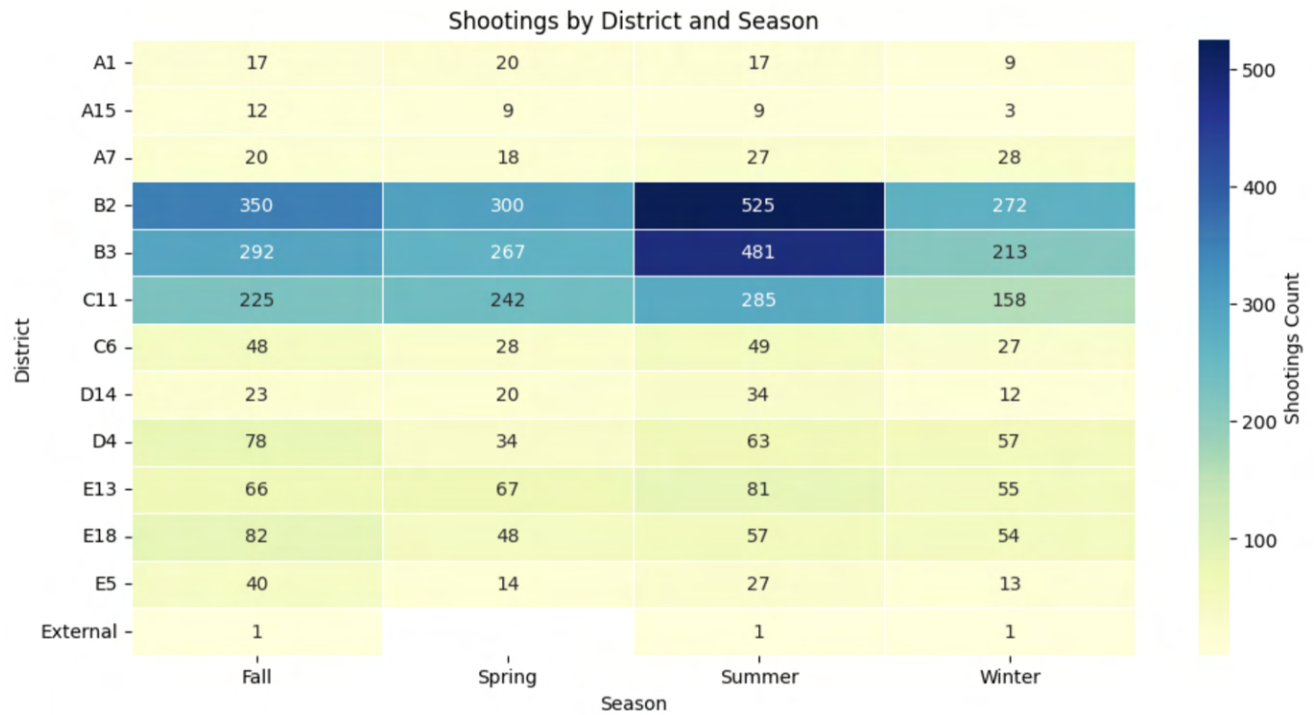 Shootings by District and Season
A1 17 20 17 9
A15 12 9 9 3
A7 20 18 27 28
B2 350 300 525 272
B3 292 267 481 213
C11 225 242 285 158
C6 48 28 49 27
D14 23 20 34 12
D4 78 34 63 57
E13 66 67 81 55
E18 82 48 57 54
E5 40 14 27 13
External 1 1 1
Fall Spring Summer Winter
Season
District
500
400
300
200
100
Shootings Count